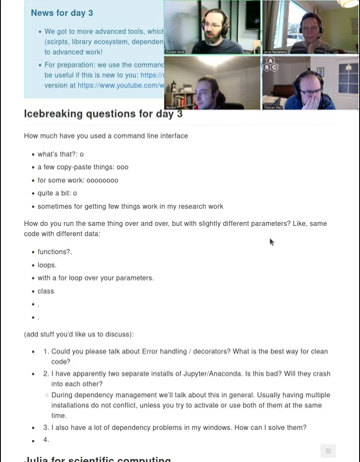 News for day 3
We got to more advanced tools, which
(scirpts, library ecosystem, dependen
to advanced work!
For preparation: we use the command
be useful if this is new to you: https:/
version at https://www.youtube.com/w
Icebreaking questions for day 3
How much have you used a command line interface
what's that?: o
a few copy-paste things: ooo
for some work: oooooooo
quite a bit: o
sometimes for getting few things work in my research work
How do you run the same thing over and over, but with slightly different parameters? Like, same
code with different data:
functions?.
loops.
with a for loop over your parameters.
class
.
.
(add stuff you'd like us to discuss):
1. Could you please talk about Error handling / decorators? What is the best way for clean
code?
2. I have apparently two separate installs of Jupyter/Anaconda. Is this bad? Will they crash
into each other?
During dependency management we'll talk about this in general. Usually having multiple
installations do not conflict, unless you try to activate or use both of them at the same
time.
3. I also have a lot of dependency problems in my windows. How can I solve them?
4.
Julia for scientific computing